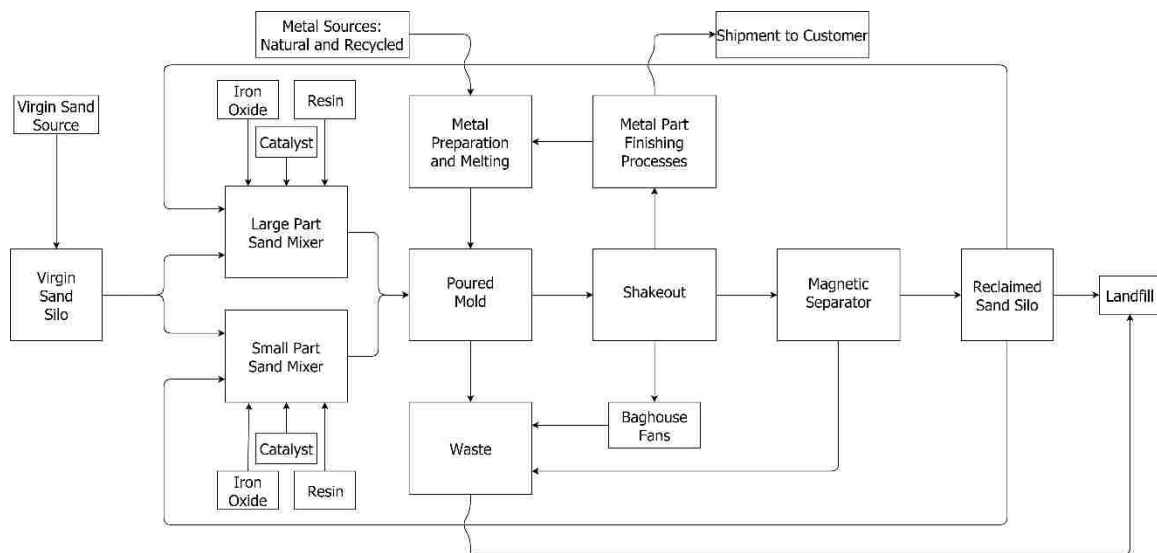 Metal Sources:
Natural and Recycled
Shipment to Customer
Virgin Sand
Source
Iron
Oxide
Resin
Catalyst
Metal
Preparation
and Melting
Metal Part
Finishing
Processes
Large Part
Sand Mixer
Virgin
Sand
Silo
Poured
Mold
Shakeout
Magnetic
Separator
Reclaimed
Sand Silo
Landfill
Small Part
Sand Mixer
Catalyst
Iron
Oxide
Resin
Waste
Baghouse
Fans